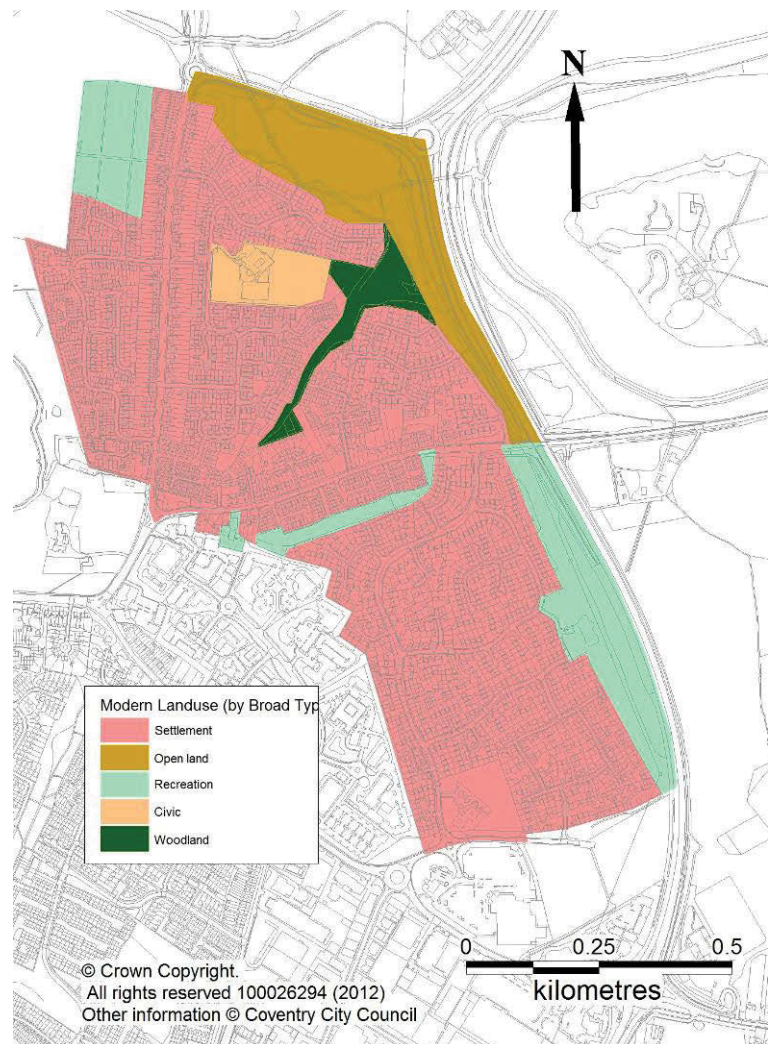 N
Modern Landuse (by Broad Typ
Settlement
Open land
Recreation
Civic
Woodland
0 0.25 0.5
kilometres
© Crown Copyright.
All rights reserved 100026294 (2012)
Other information © Coventry City Council